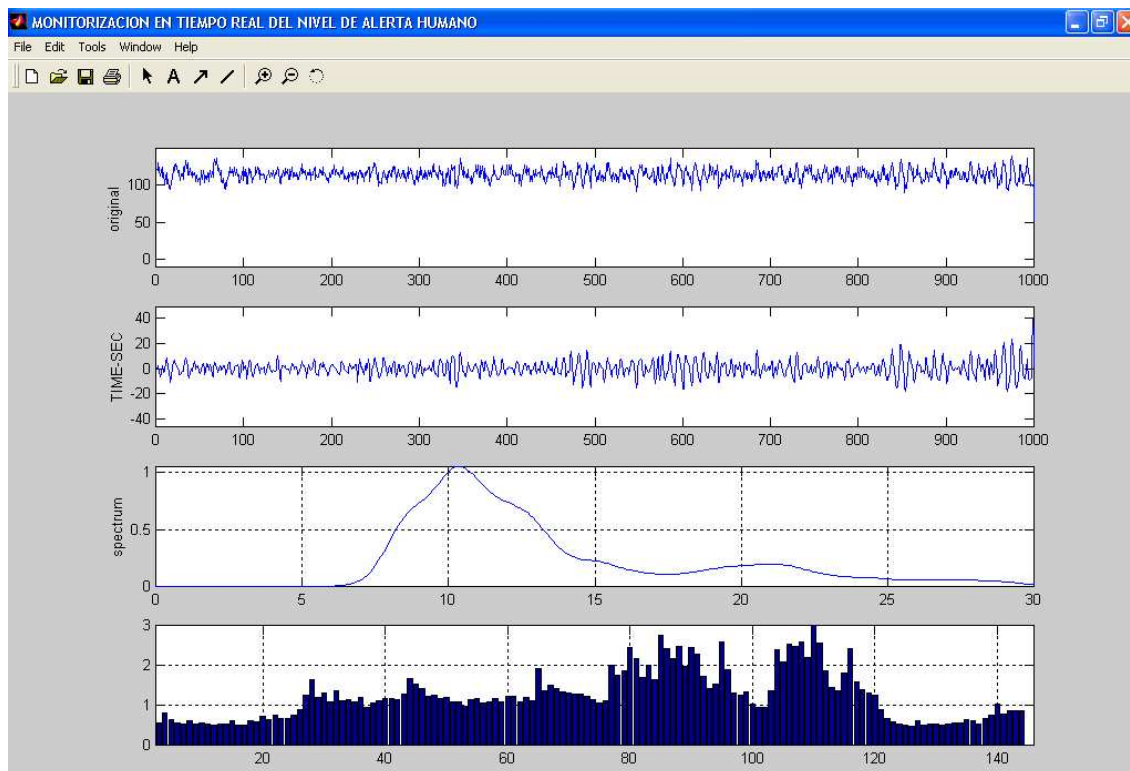 MONITORIZACION EN TIEMPO REAL DEL NIVEL DE ALERTA HUMANO
File Edit Tools Window Help
A
original
100
50
0
0 100 200 300 400 500 600 700 800 900 1000
TIME-SEC
40
20
0
-20
-40
0 100 200 300 400 500 600 700 800 900 1000
spectrum
1
0.5
0
0 5 10 15 20 25 30
3
2
1
0
20 40 60 80 100 120 140